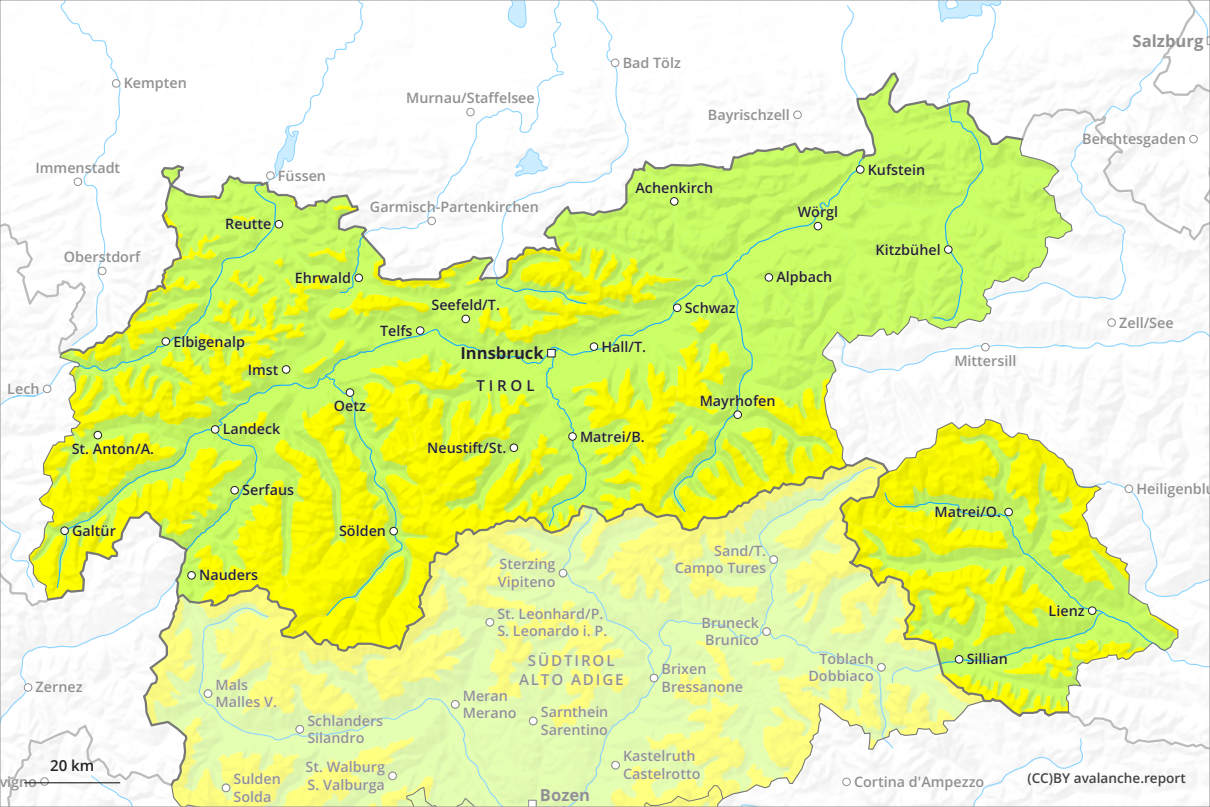 Salzburg
Bad Tölz
Kempten
Murnau/Staffelsee
Bayrischzell
Berchtesgaden
Immenstadt
Füssen
Kufstein
Achenkirch
Garmisch-Partenkirchen
Wörgl
Reutte
Kitzbühel
Oberstdorf
Ehrwald
Alpbach
Seefeld/T.
Schwaz
Zell/See
Telfs
Elbigenalp
Innsbruck
Hall/T.
Mittersill
Imst
TIROL
Lech
Oetz
Mayrhofen
Landeck
Matrei/B.
St. Anton/A.
Neustift/St.
Serfaus
Heiligenblu
Matrei/O.
Galtür
Sölden
Sand/T.
Campo Tures
Sterzing
Vipiteno
Nauders
Lienz
St. Leonhard/P.
S. Leonardo i. P.
Bruneck
Brunico
SÜDTIROL
ALTO ADIGE
Sillian
Toblach
Dobbiaco
Zernez
Mals
Malles V.
Brixen
Bressanone
Meran
Merano
Sarnthein
Sarentino
Schlanders
Silandro
Kastelruth
Castelrotto
20 km
St. Walburg
S. Valburga
Sulden
Solda
vigno
Cortina d'Ampezzo
(CC)BY avalanche.report
Bozen